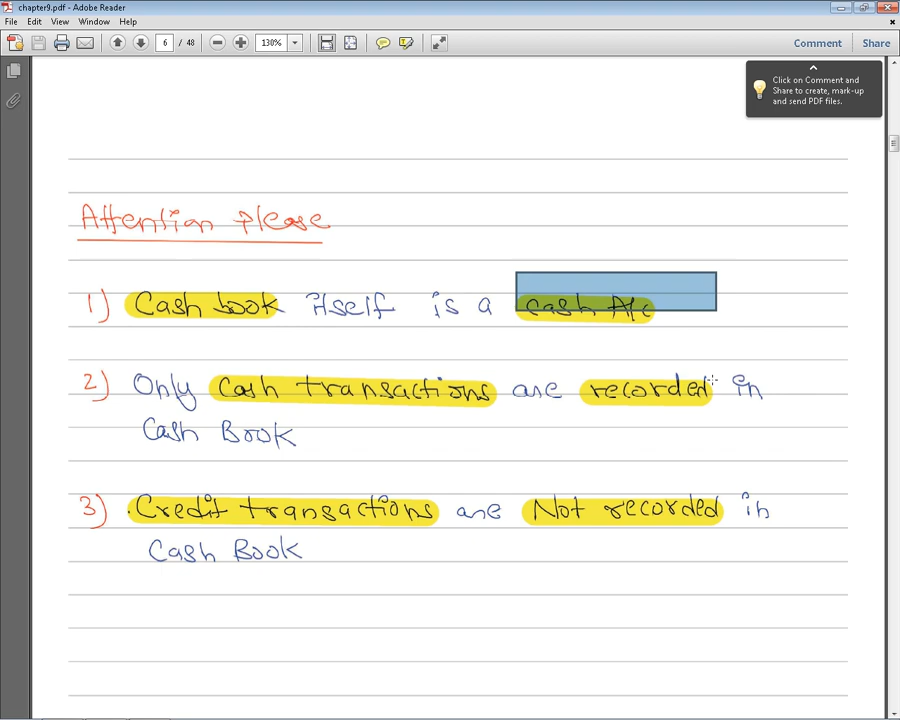 chapter9.pdf - Adobe Reader
File Edit View Window Help
6 / 48 130% Comment Share
Click on Comment and
Share to create, mark-up
and send PDF files.
Attention Please
1) Cash book itself is a cash A/c
2) Only cash transactions are recorded in
Cash Book
3) Credit transactions are Not recorded in
Cash Book